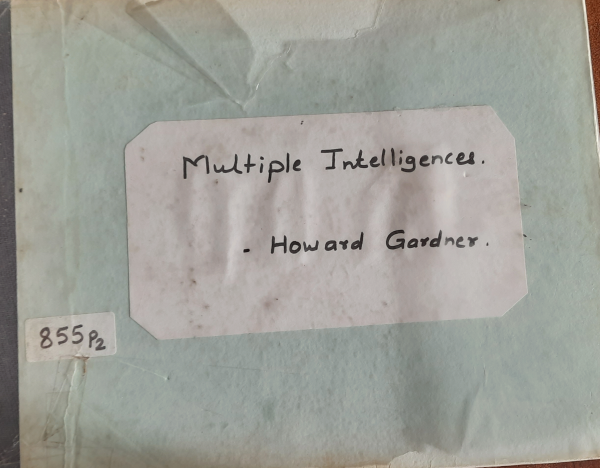 Multiple Intelligences.
- Howard Gardner.
855P2